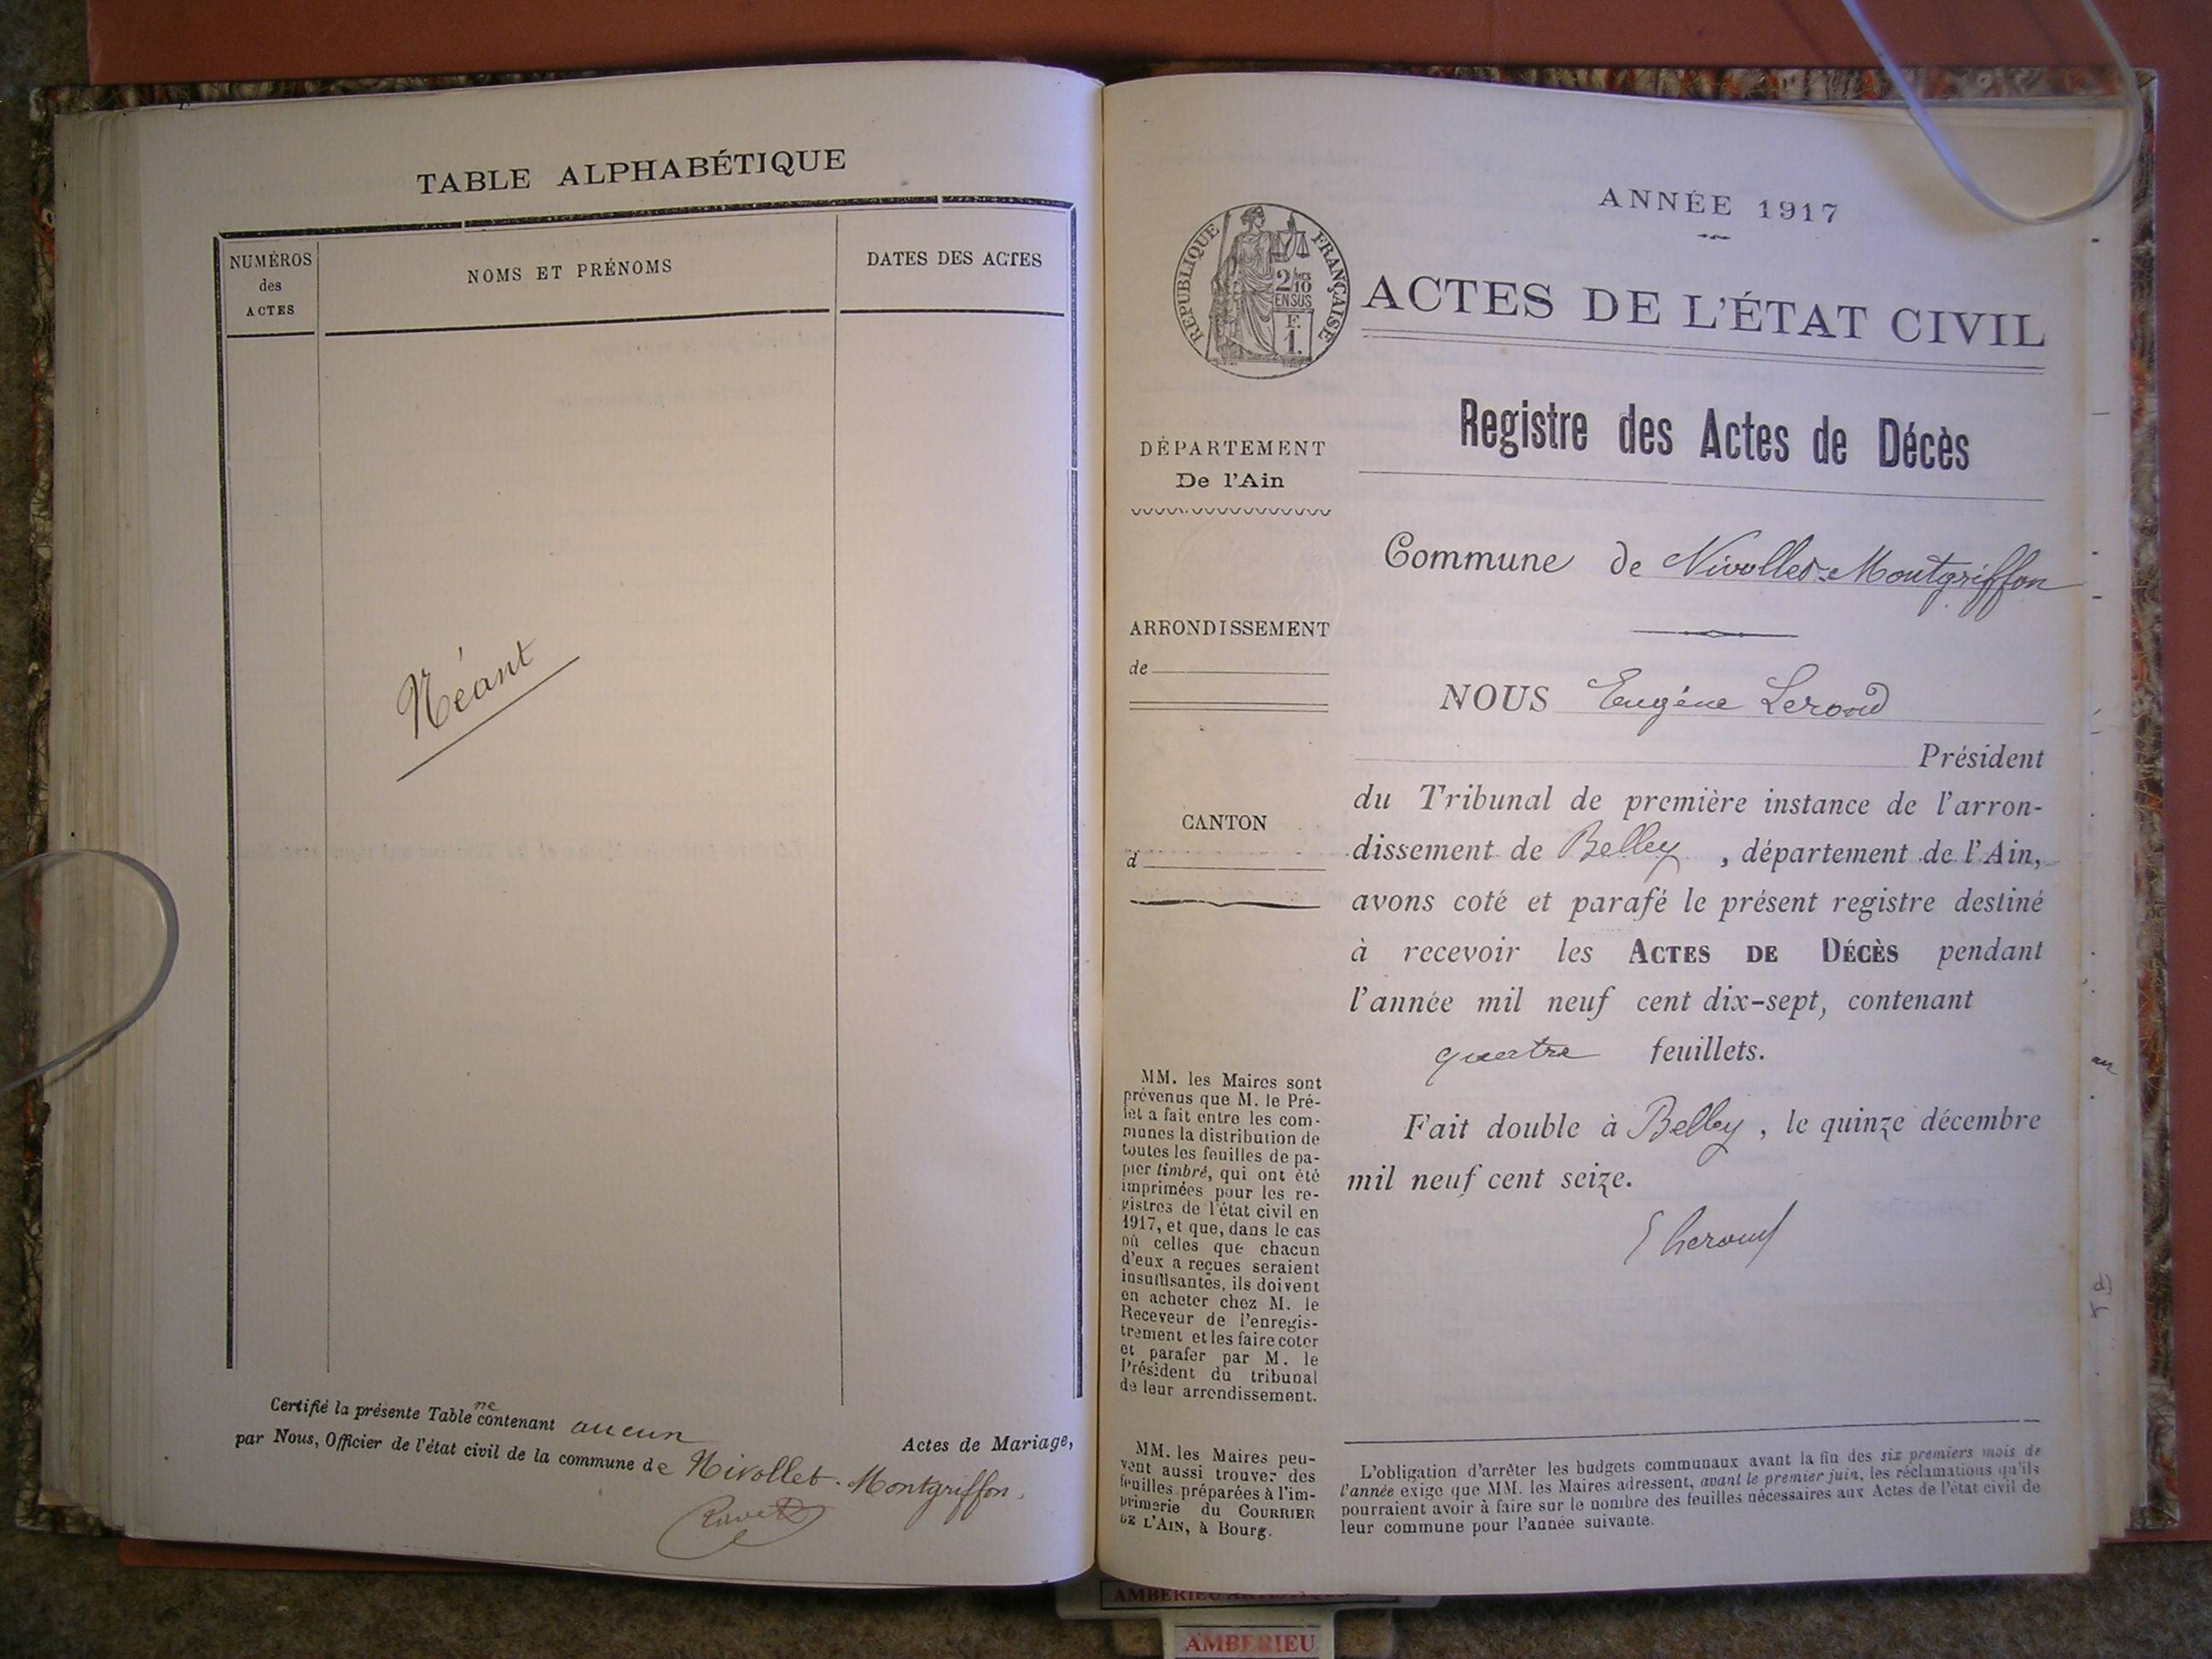 TABLE ALPHABÉTIQUE
NUMÉROS
des
ACTES
NOMS ET PRÉNOMS
DATES DES ACTES
Néant
Certifié la présente Table ne contenant aucun Actes de Mariage,
par Nous, Officier de l'état civil de la commune de Nivollet-Montgriffon.
ANNÉE 1917
RÉPUBLIQUE FRANÇAISE
2/10
EN SUS
F.
1.
ACTES DE L'ÉTAT CIVIL
Registre des Actes de Décès
DÉPARTEMENT
De l'Ain
Commune de Nivollet-Montgriffon
ARRONDISSEMENT
de
NOUS Eugène Lerond
Président
du Tribunal de première instance de l'arron-
CANTON
d
dissement de Belley, département de l'Ain,
avons coté et parafé le présent registre destiné
à recevoir les ACTES DE DÉCÈS pendant
l'année mil neuf cent dix-sept, contenant
quatre feuillets.
Fait double à Belley, le quinze décembre
mil neuf cent seize.
E Lerond
MM. les Maires sont
prévenus que M. le Pré-
fet a fait entre les com-
munes la distribution de
toutes les feuilles de pa-
pier timbré, qui ont été
imprimées pour les re-
gistres de l'état civil en
1917, et que, dans le cas
où celles que chacun
d'eux a reçues seraient
insuffisantes, ils doivent
en acheter chez M. le
Receveur de l'enregis-
trement et les faire coter
et parafer par M. le
Président du tribunal
de leur arrondissement.
MM. les Maires peu-
vent aussi trouver des
feuilles préparées à l'im-
primerie du COURRIER
DE L'AIN, à Bourg.
L'obligation d'arrêter les budgets communaux avant la fin des six premiers mois de
l'année exige que MM. les Maires adressent, avant le premier juin, les réclamations qu'ils
pourraient avoir à faire sur le nombre des feuilles nécessaires aux Actes de l'état civil de
leur commune pour l'année suivante.
AMBERIEU
AMBERIEU